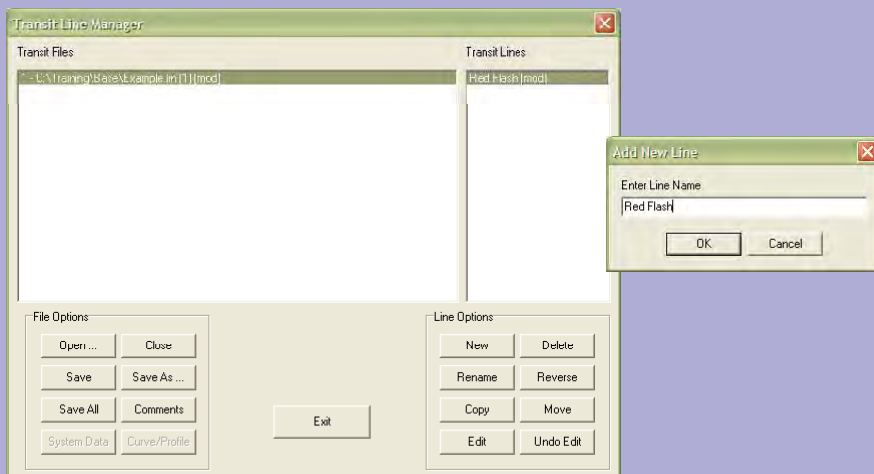 Transit Line Manager
Transit Files
Transit Lines
* - C:\Training\Base\Example.lin [1] (mod)
Red Flash (mod)
Add New Line
Enter Line Name
Red Flash
OK
Cancel
File Options
Open ...
Close
Save
Save As ...
Save All
Comments
System Data
Curve/Profile
Exit
Line Options
New
Delete
Rename
Reverse
Copy
Move
Edit
Undo Edit